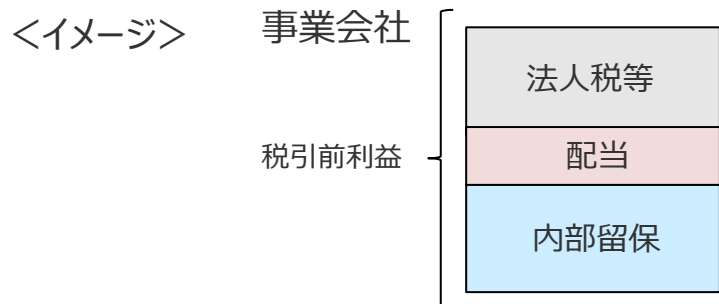 ＜イメージ＞
事業会社
税引前利益
法人税等
配当
内部留保